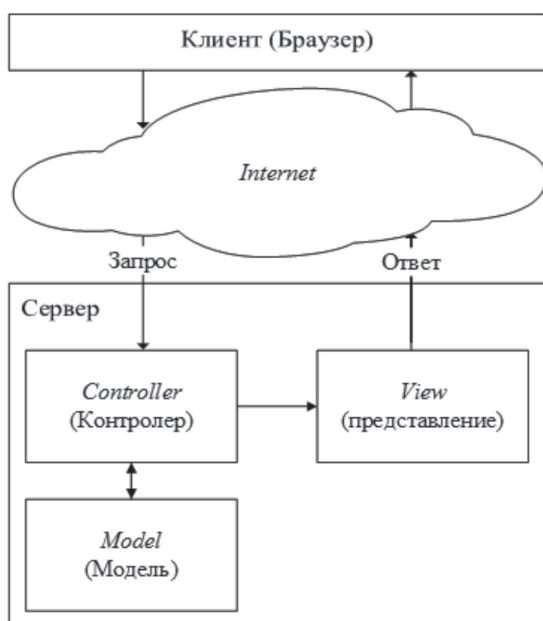 Клиент (Браузер)
Internet
Запрос
Ответ
Сервер
Controller
(Контролер)
View
(представление)
Model
(Модель)